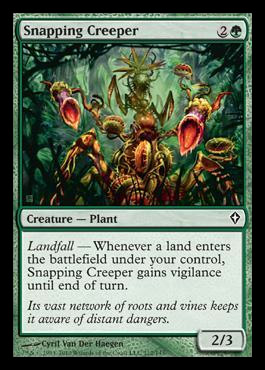 Snapping Creeper 2
Creature — Plant
Landfall — Whenever a land enters
the battlefield under your control,
Snapping Creeper gains vigilance
until end of turn.
Its vast network of roots and vines keeps
it aware of distant dangers.
Cyril Van Der Haegen
2/3